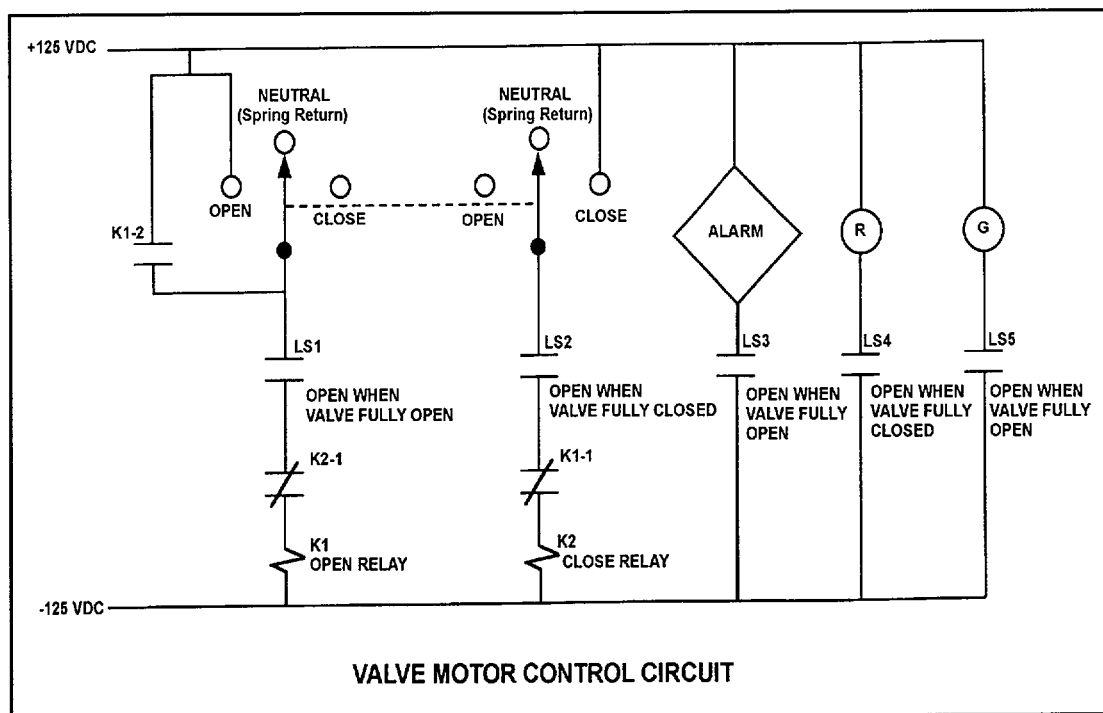 +125 VDC
NEUTRAL
(Spring Return)
NEUTRAL
(Spring Return)
OPEN
CLOSE
OPEN
CLOSE
K1-2
ALARM
R
G
LS1
OPEN WHEN
VALVE FULLY OPEN
LS2
OPEN WHEN
VALVE FULLY CLOSED
LS3
OPEN WHEN
VALVE FULLY
OPEN
LS4
OPEN WHEN
VALVE FULLY
CLOSED
LS5
OPEN WHEN
VALVE FULLY
OPEN
K2-1
K1-1
K1
OPEN RELAY
K2
CLOSE RELAY
-125 VDC
VALVE MOTOR CONTROL CIRCUIT